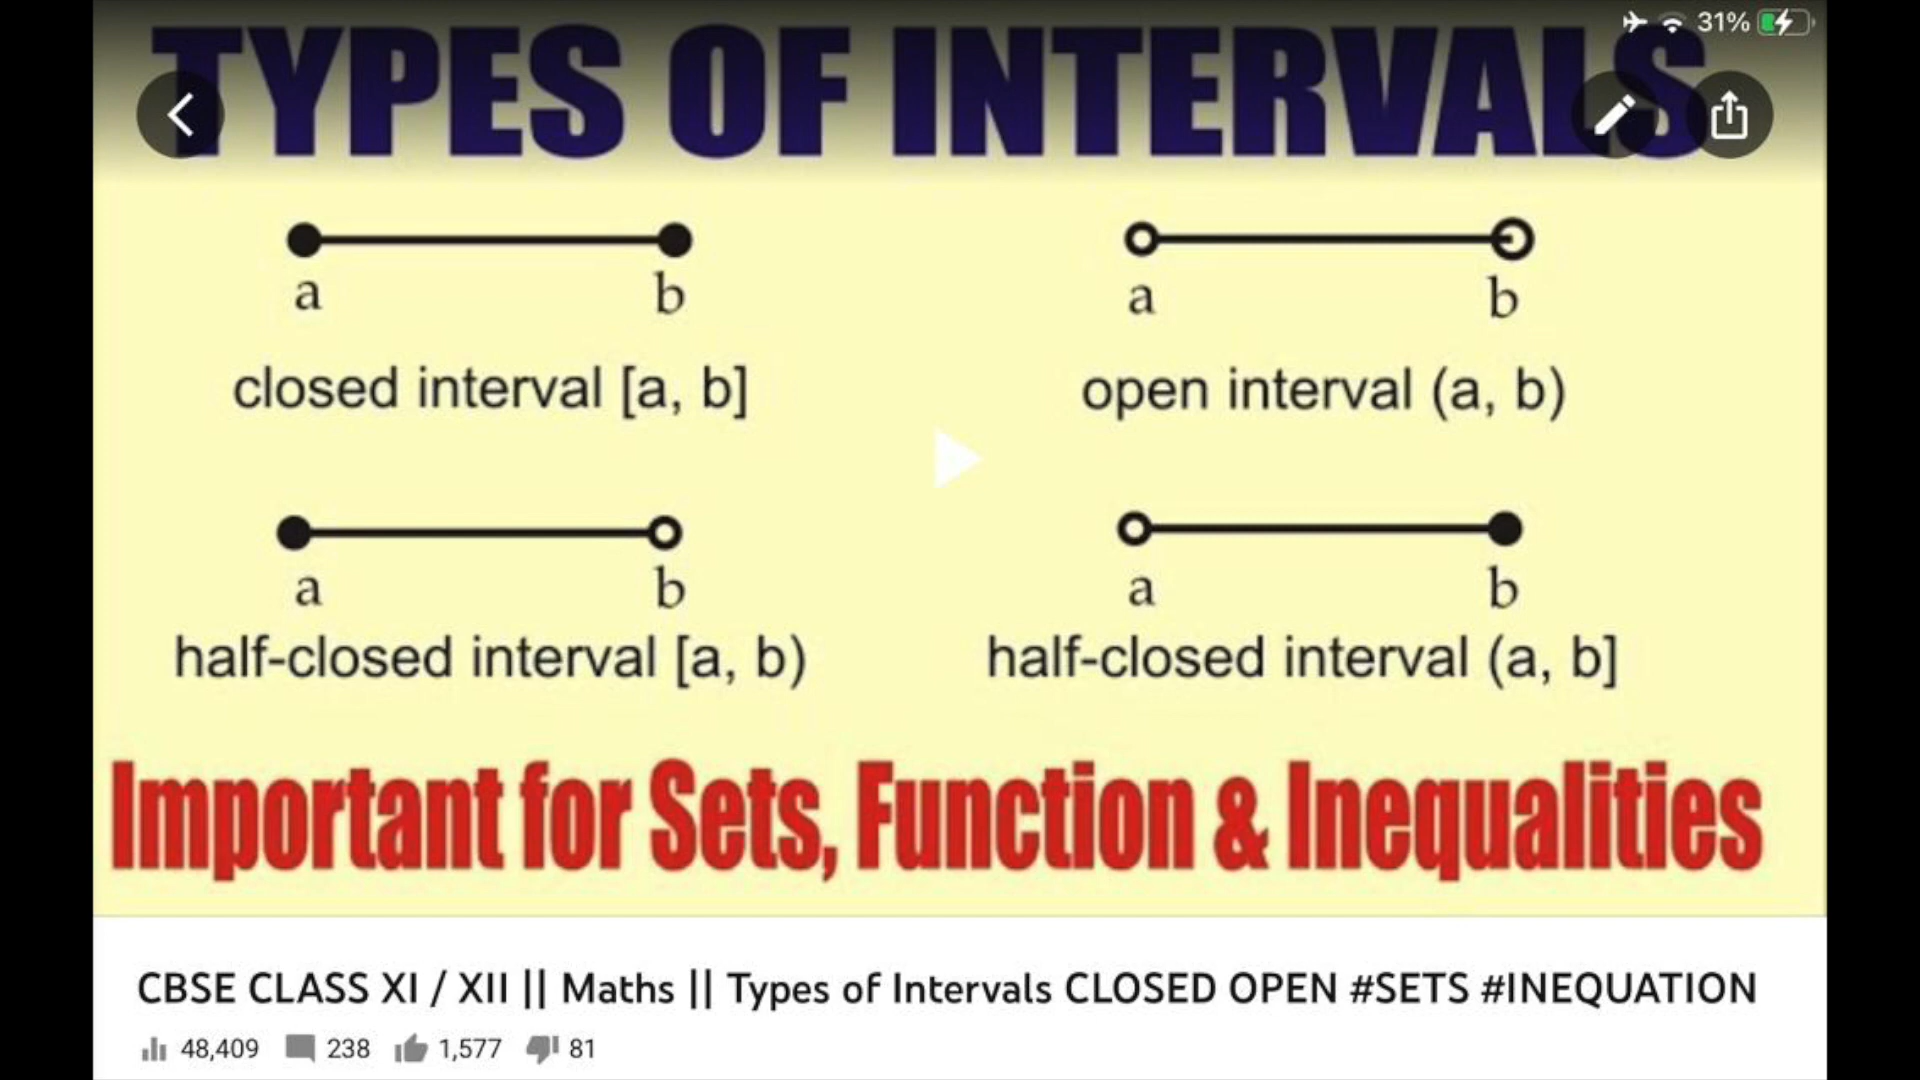 31%
TYPES OF INTERVALS
a b a b
closed interval [a, b] open interval (a, b)
a b a b
half-closed interval [a, b) half-closed interval (a, b]
Important for Sets, Function & Inequalities
CBSE CLASS XI / XII || Maths || Types of Intervals CLOSED OPEN #SETS #INEQUATION
48,409 238 1,577 81